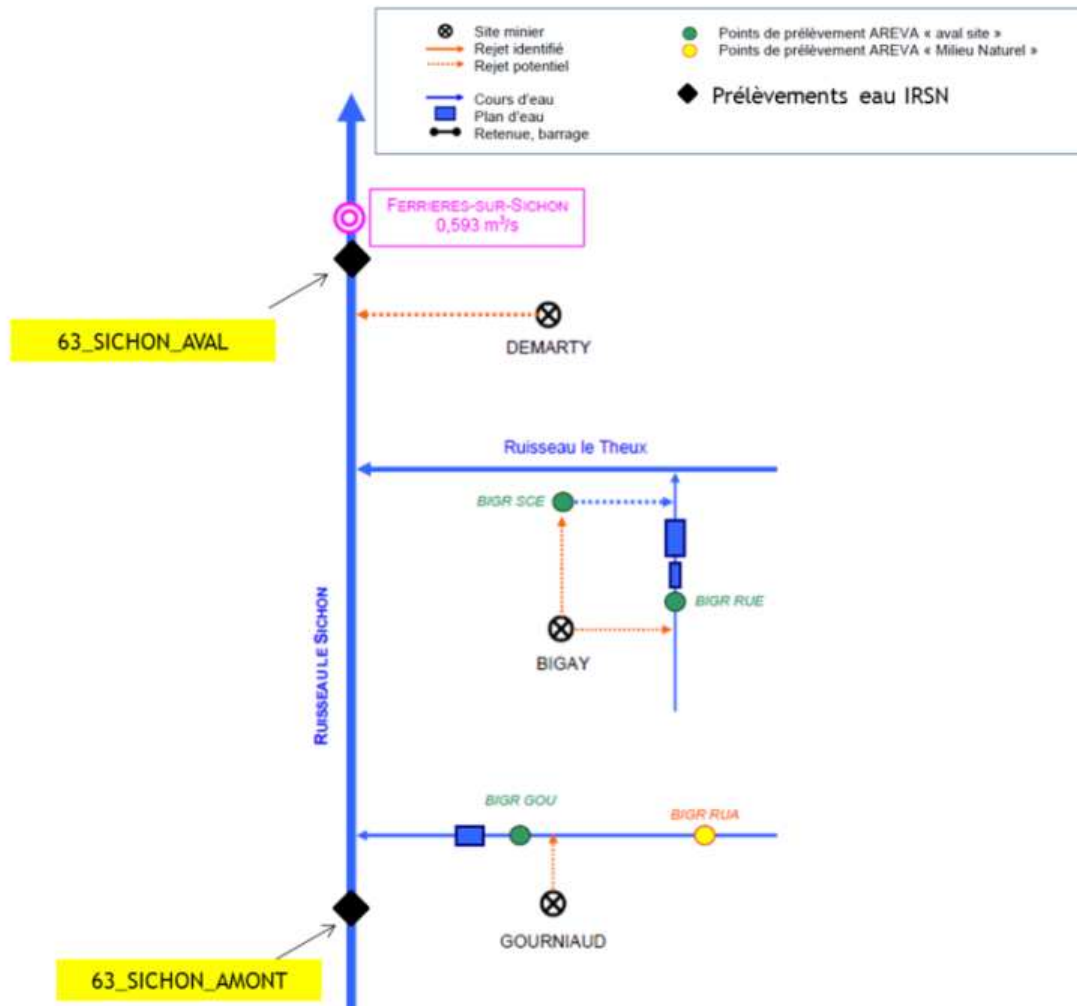 Site minier
Rejet identifié
Rejet potentiel
Cours d'eau
Plan d'eau
Retenue, barrage
Points de prélèvement AREVA « aval site »
Points de prélèvement AREVA « Milieu Naturel »
Prélèvements eau IRSN
FERRIERES-SUR-SICHON
0,593 m³/s
63_SICHON_AVAL
DEMARTY
Ruisseau le Theux
BIGR SCE
BIGR RUE
BIGAY
RUISSEAU LE SICHON
BIGR GOU
BIGR RUA
GOURNIAUD
63_SICHON_AMONT